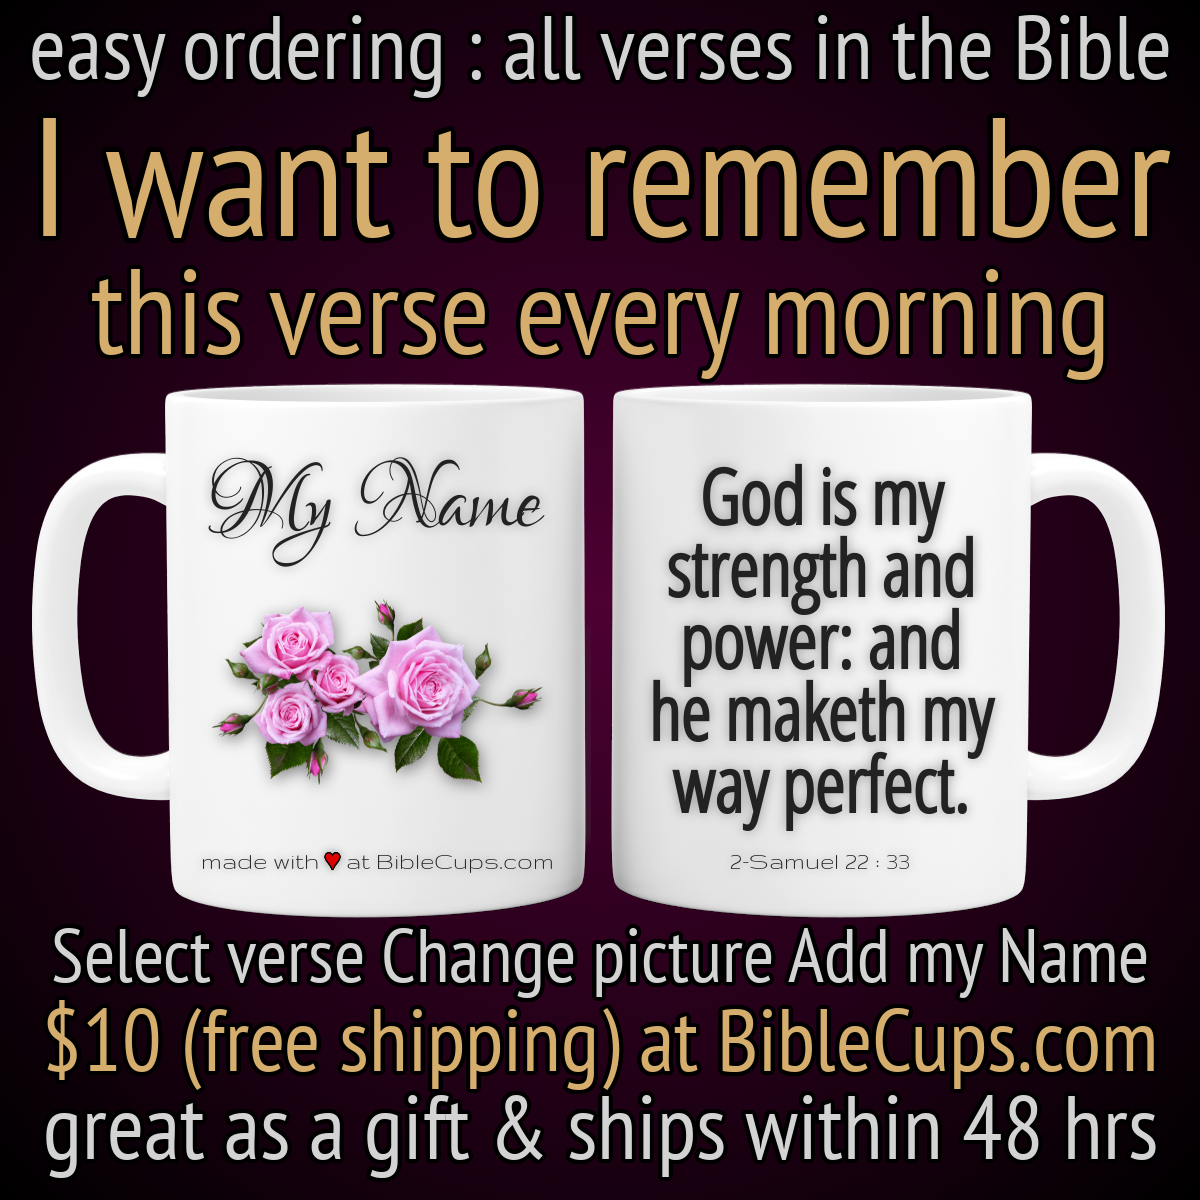 easy ordering : all verses in the Bible
I want to remember
this verse every morning
My Name
made with at BibleCups.com
God is my
strength and
power: and
he maketh my
way perfect.
2-Samuel 22 : 33
Select verse Change picture Add my Name
$10 (free shipping) at BibleCups.com
great as a gift & ships within 48 hrs